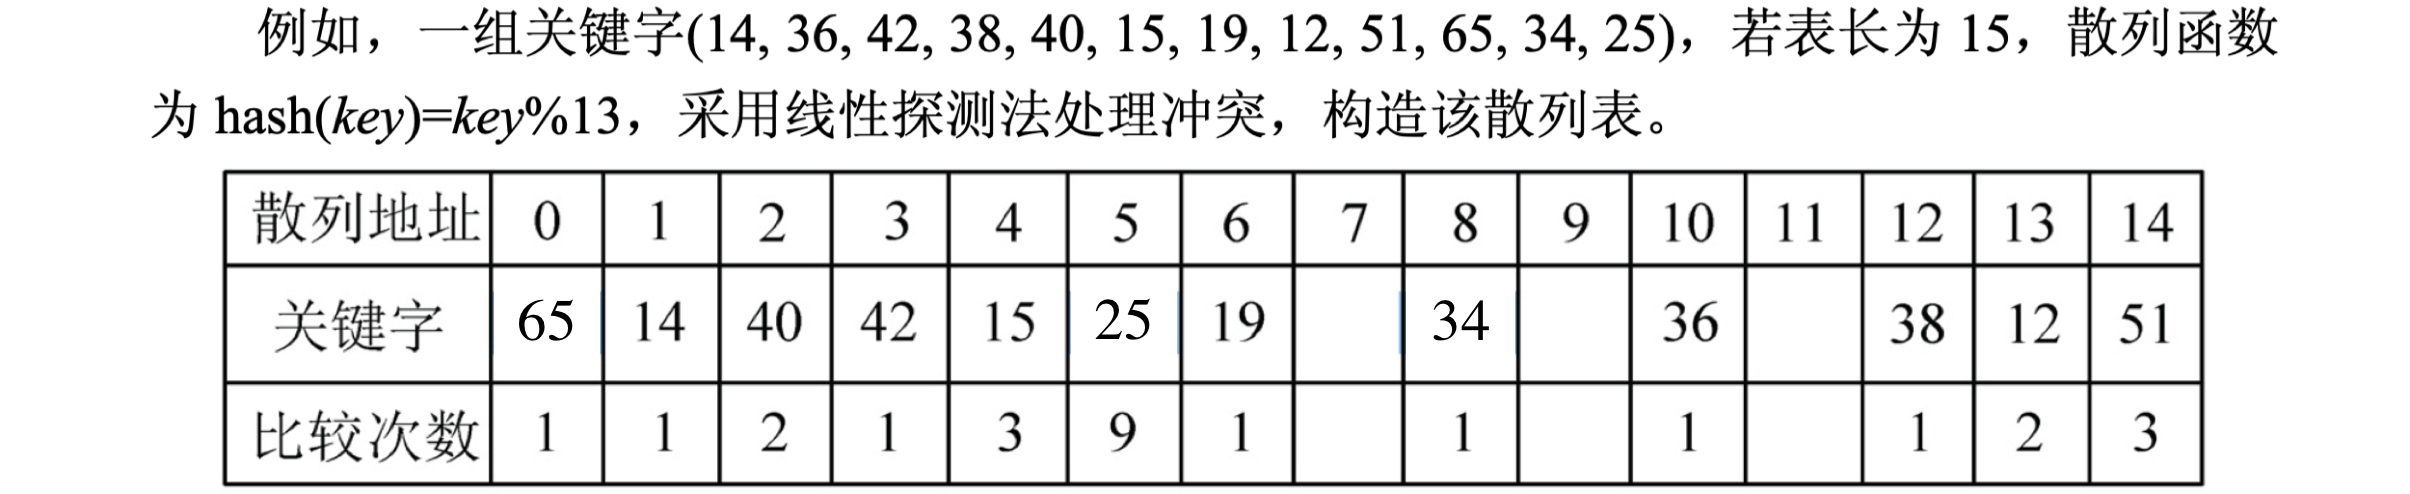 例如，一组关键字(14, 36, 42, 38, 40, 15, 19, 12, 51, 65, 34, 25)，若表长为 15，散列函数
为 hash(key)=key%13，采用线性探测法处理冲突，构造该散列表。
散列地址 0 1 2 3 4 5 6 7 8 9 10 11 12 13 14
关键字 65 14 40 42 15 25 19 34 36 38 12 51
比较次数 1 1 2 1 3 9 1 1 1 1 2 3